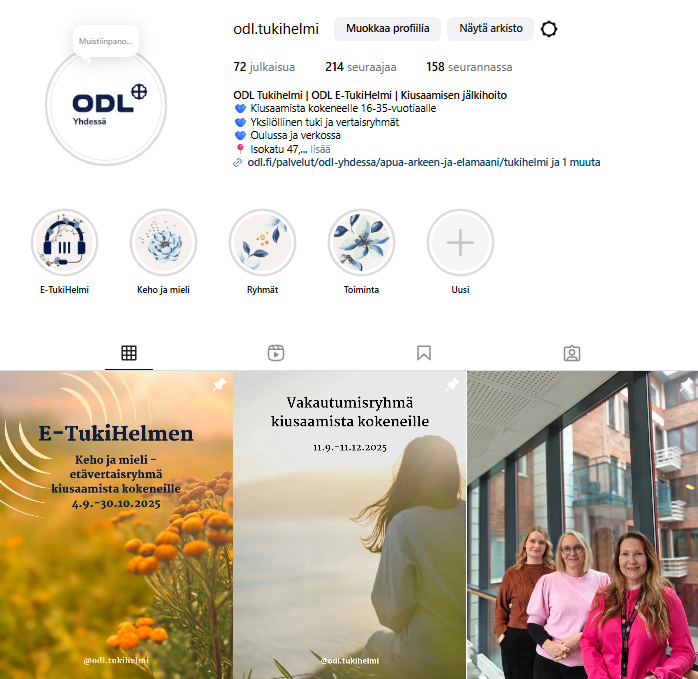 Muistiinpano...
ODL
Yhdessä
odl.tukihelmi Muokkaa profiilia Näytä arkisto
72 julkaisua 214 seuraajaa 158 seurannassa
ODL Tukihelmi | ODL E-TukiHelmi | Kiusaamisen jälkihoito
💙 Kiusaamista kokeneelle 16-35-vuotiaalle
💙 Yksilöllinen tuki ja vertaisryhmät
💙 Oulussa ja verkossa
📍 Isokatu 47,... lisää
odl.fi/palvelut/odl-yhdessa/apua-arkeen-ja-elamaani/tukihelmi ja 1 muuta
E-TukiHelmi Keho ja mieli Ryhmät Toiminta Uusi
E-TukiHelmen
Keho ja mieli -
etävertaisryhmä
kiusaamista kokeneille
4.9.-30.10.2025
@odl.tukihelmi
Vakautumisryhmä
kiusaamista kokeneille
11.9.-11.12.2025
@odl.tukihelmi